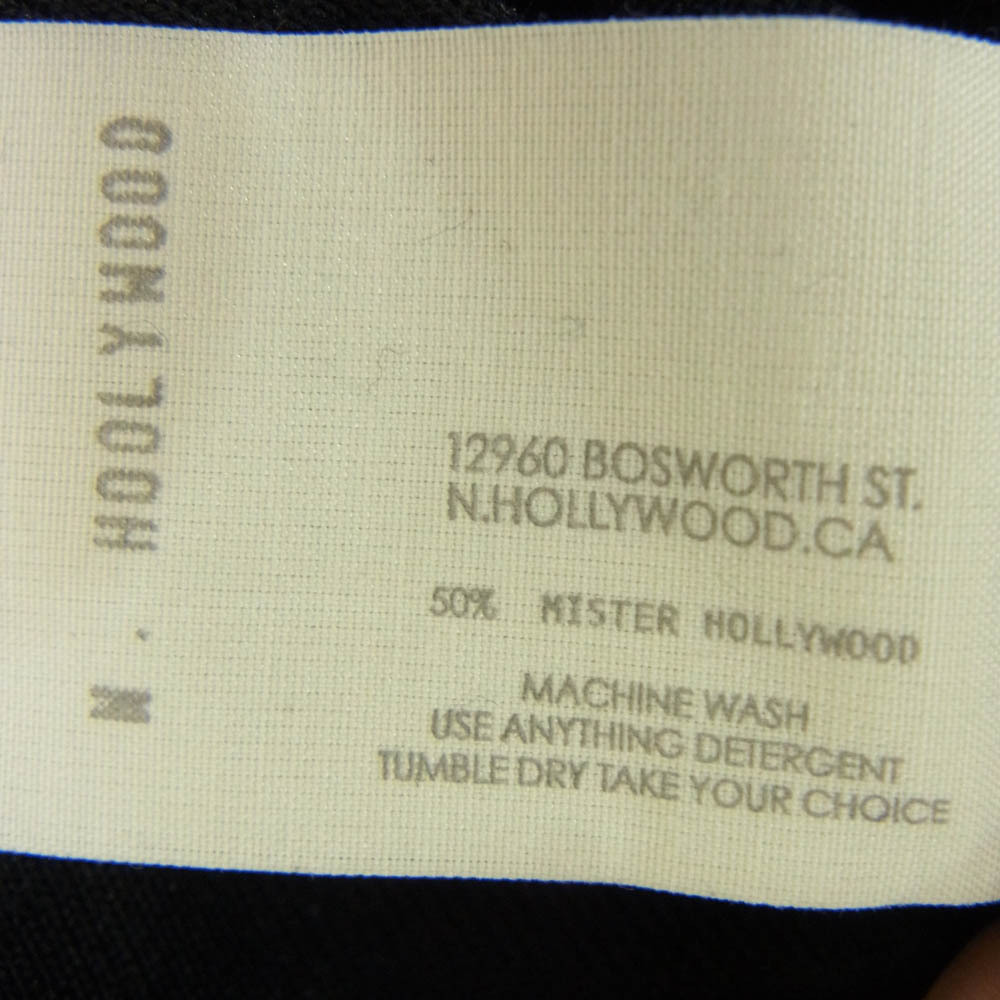 N. HOOLYWOOD
12960 BOSWORTH ST.
N.HOLLYWOOD.CA
50% MISTER HOLLYWOOD
MACHINE WASH
USE ANYTHING DETERGENT
TUMBLE DRY TAKE YOUR CHOICE